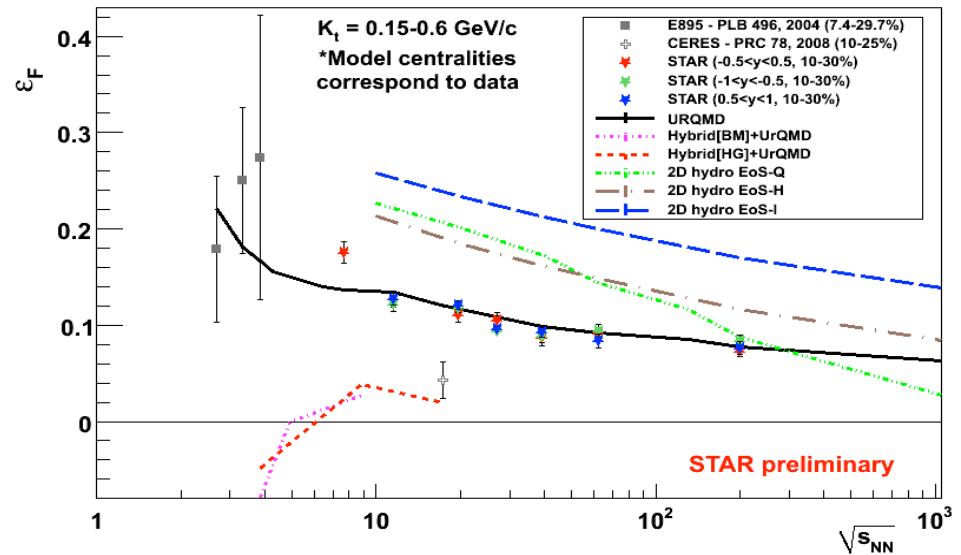 K_t = 0.15-0.6 GeV/c
*Model centralities
correspond to data
E895 - PLB 496, 2004 (7.4-29.7%)
CERES - PRC 78, 2008 (10-25%)
STAR (-0.5<y<0.5, 10-30%)
STAR (-1<y<-0.5, 10-30%)
STAR (0.5<y<1, 10-30%)
URQMD
Hybrid[BM]+UrQMD
Hybrid[HG]+UrQMD
2D hydro EoS-Q
2D hydro EoS-H
2D hydro EoS-I
ε_F
0.4
0.3
0.2
0.1
0
STAR preliminary
1
10
10²
10³
√s_NN